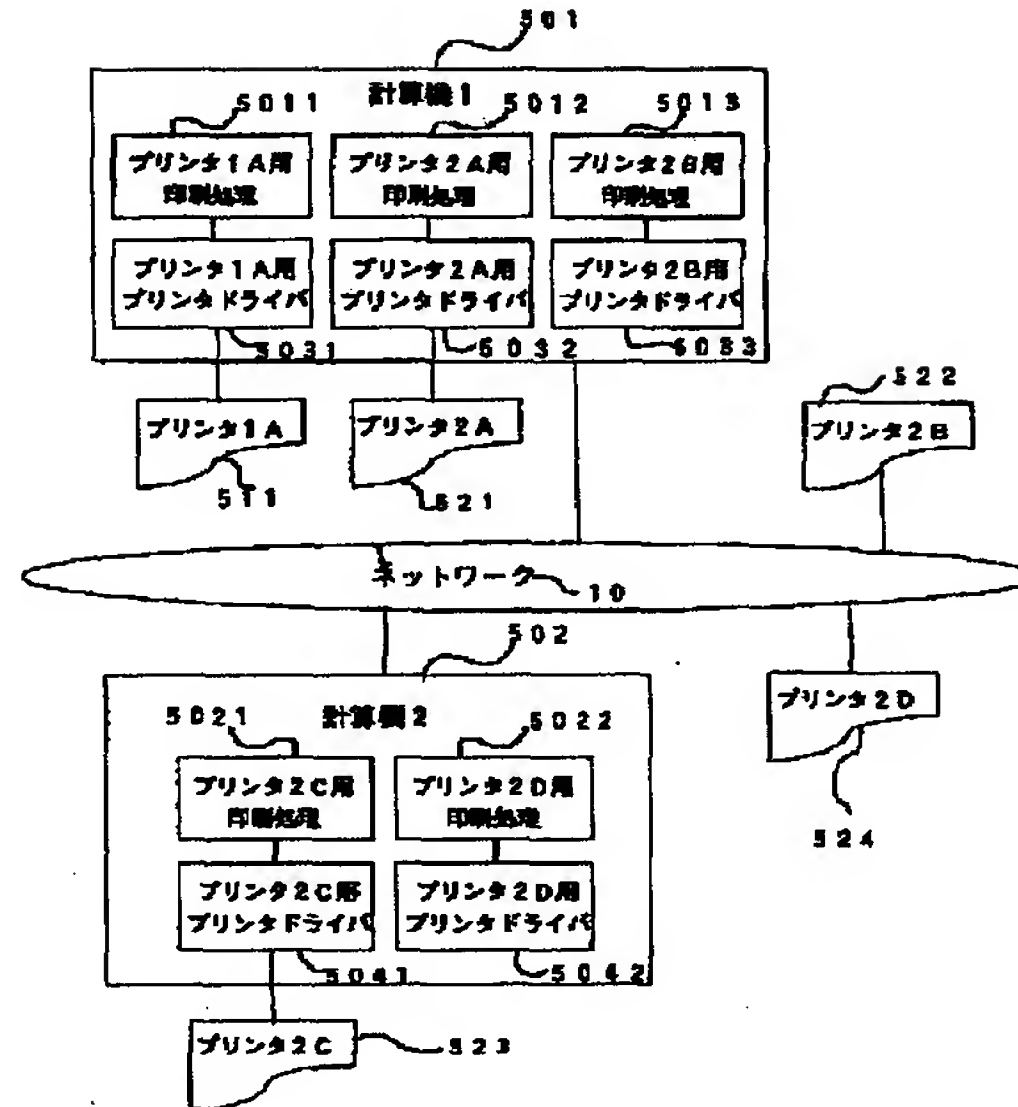 501
計算機1
5011 5012 5013
プリンタ1A用 プリンタ2A用 プリンタ2B用
印刷処理 印刷処理 印刷処理
プリンタ1A用 プリンタ2A用 プリンタ2B用
プリンタドライバ プリンタドライバ プリンタドライバ
5031 5032 5033
522
プリンタ1A プリンタ2A プリンタ2B
511 521
ネットワーク 10
502
プリンタ2D
5021 計算機2 5022
プリンタ2C用 プリンタ2D用
印刷処理 印刷処理
524
プリンタ2C用 プリンタ2D用
プリンタドライバ プリンタドライバ
5041 5042
プリンタ2C 523